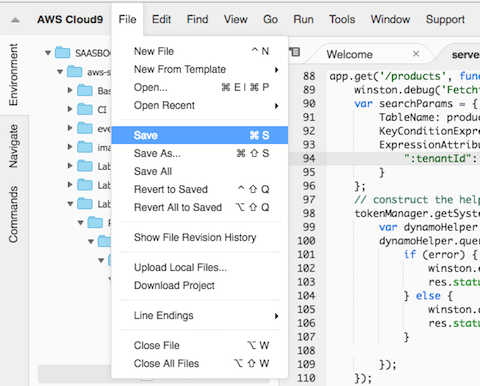 AWS Cloud9 File Edit Find View Go Run Tools Window Support
Environment
Navigate
Commands
SAASBOO
aws-s
Bas
CI
eve
ima
Lab
Lab
Lab
New File ^ N
New From Template
Open... ⌘ E | ⌘ P
Open Recent
Save ⌘ S
Save As... ⌘ ⇧ S
Save All
Revert to Saved ^ ⇧ Q
Revert All to Saved ⌥ ⇧ Q
Show File Revision History
Upload Local Files...
Download Project
Line Endings
Close File ⌥ W
Close All Files ⌥ ⇧ W
Welcome
serve
88 app.get('/products', func
89 winston.debug('Fetch
90 var searchParams = {
91 TableName: produc
92 KeyConditionExpre
93 ExpressionAttribu
94 ":tenantId":
95 }
96 };
97 // construct the help
98 tokenManager.getSyste
99 var dynamoHelper
100 dynamoHelper.quer
101 if (error) {
102 winston.e
103 res.statu
104 } else {
105 winston.d
106 res.statu
107 }
108
109 });
110 });